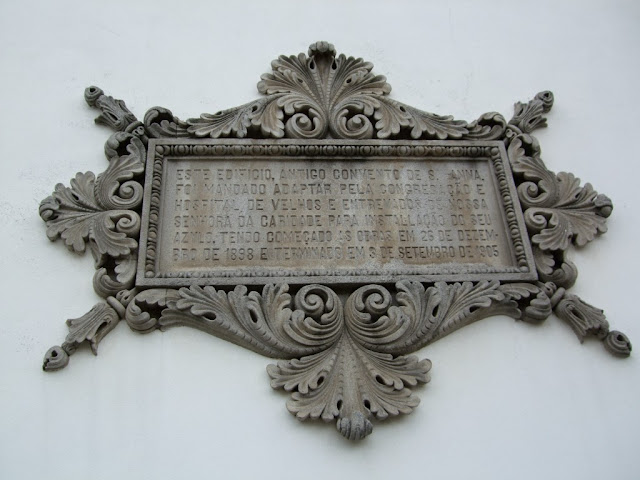 ESTE EDIFICIO, ANTIGO CONVENTO DE S. ANNA,
FOI MANDADO ADAPTAR PELA CONGREGAÇÃO E
HOSPITAL DE VELHOS E ENTREVADOS DE NOSSA
SENHORA DA CARIDADE PARA INSTALLAÇÃO DO SEU
AZYLO, TENDO COMEÇADO AS OBRAS EM 26 DE DEZEM-
BRO DE 1898 E TERMINADO EM 3 DE SETEMBRO DE 1905